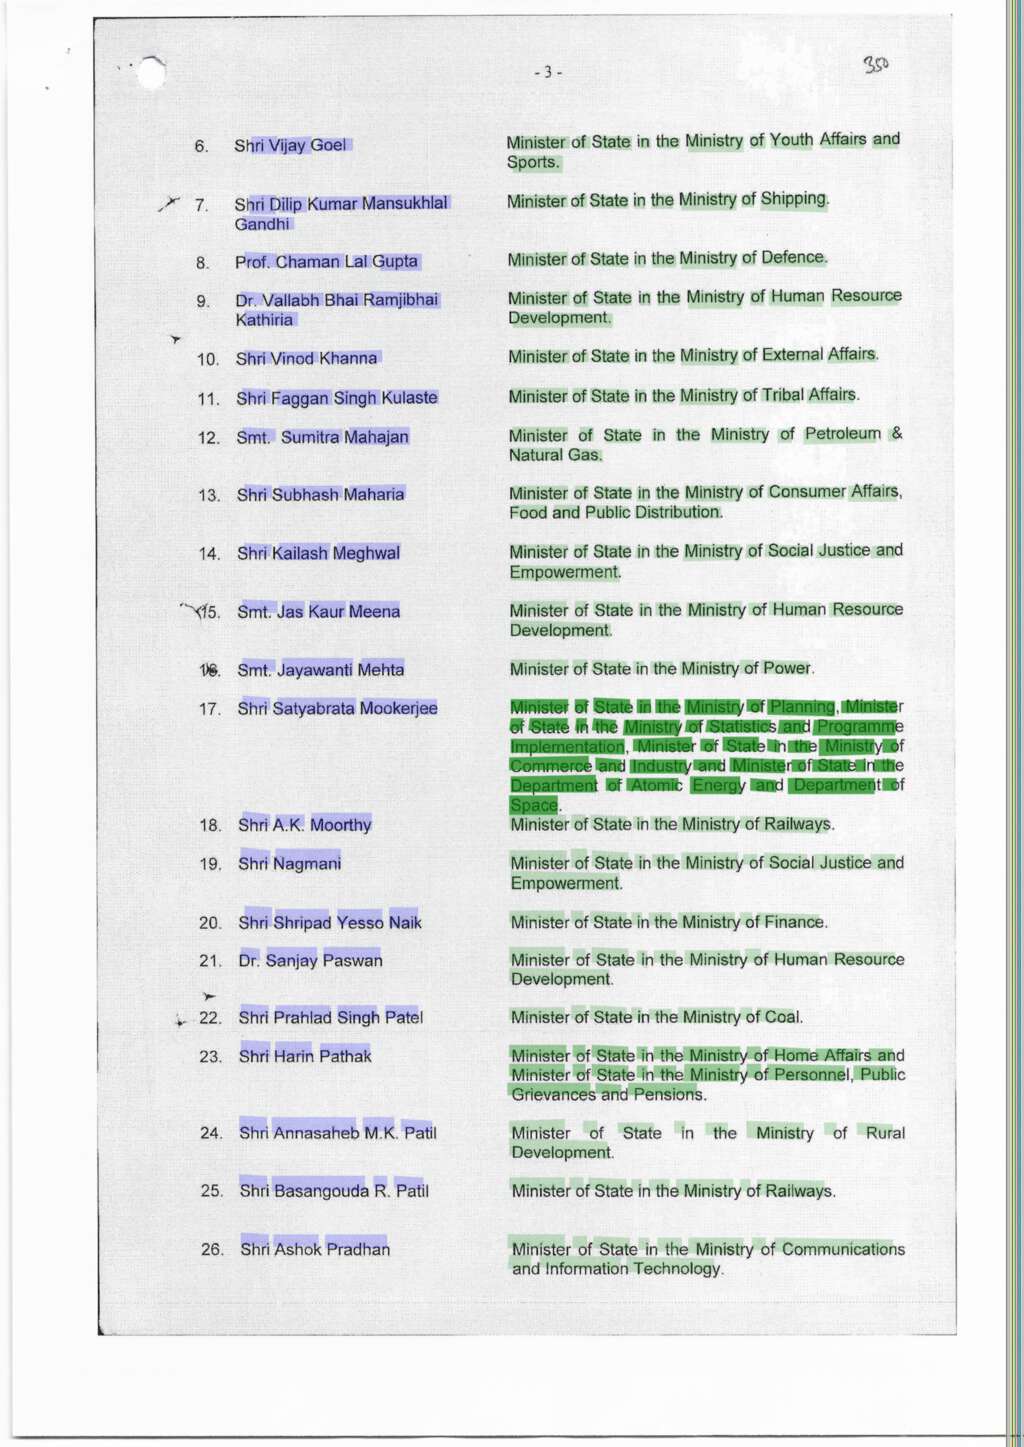 - 3 -
350
6. Shri Vijay Goel Minister of State in the Ministry of Youth Affairs and
Sports.
7. Shri Dilip Kumar Mansukhlal Minister of State in the Ministry of Shipping.
Gandhi
8. Prof. Chaman Lal Gupta Minister of State in the Ministry of Defence.
9. Dr. Vallabh Bhai Ramjibhai Minister of State in the Ministry of Human Resource
Kathiria Development.
10. Shri Vinod Khanna Minister of State in the Ministry of External Affairs.
11. Shri Faggan Singh Kulaste Minister of State in the Ministry of Tribal Affairs.
12. Smt. Sumitra Mahajan Minister of State in the Ministry of Petroleum &
Natural Gas.
13. Shri Subhash Maharia Minister of State in the Ministry of Consumer Affairs,
Food and Public Distribution.
14. Shri Kailash Meghwal Minister of State in the Ministry of Social Justice and
Empowerment.
15. Smt. Jas Kaur Meena Minister of State in the Ministry of Human Resource
Development.
16. Smt. Jayawanti Mehta Minister of State in the Ministry of Power.
17. Shri Satyabrata Mookerjee Minister of State in the Ministry of Planning, Minister
of State in the Ministry of Statistics and Programme
Implementation, Minister of State in the Ministry of
Commerce and Industry and Minister of State in the
Department of Atomic Energy and Department of
Space.
18. Shri A.K. Moorthy Minister of State in the Ministry of Railways.
19. Shri Nagmani Minister of State in the Ministry of Social Justice and
Empowerment.
20. Shri Shripad Yesso Naik Minister of State in the Ministry of Finance.
21. Dr. Sanjay Paswan Minister of State in the Ministry of Human Resource
Development.
22. Shri Prahlad Singh Patel Minister of State in the Ministry of Coal.
23. Shri Harin Pathak Minister of State in the Ministry of Home Affairs and
Minister of State in the Ministry of Personnel, Public
Grievances and Pensions.
24. Shri Annasaheb M.K. Patil Minister of State in the Ministry of Rural
Development.
25. Shri Basangouda R. Patil Minister of State in the Ministry of Railways.
26. Shri Ashok Pradhan Minister of State in the Ministry of Communications
and Information Technology.